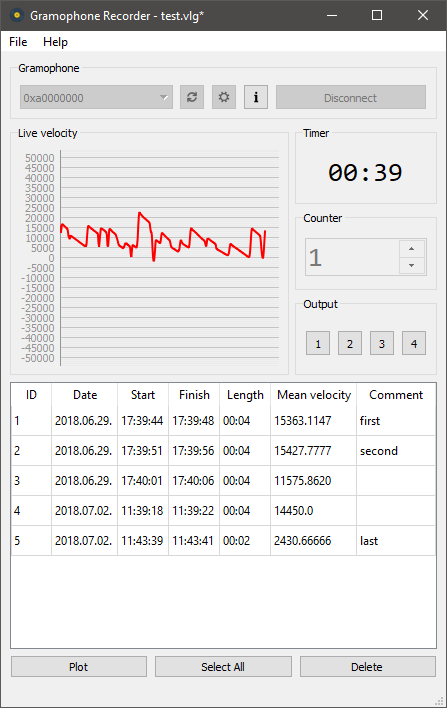 Gramophone Recorder - test.vlg*
File Help
Gramophone
0xa0000000 i Disconnect
Live velocity
50000
45000
40000
35000
30000
25000
20000
15000
10000
5000
0
-5000
-10000
-15000
-20000
-25000
-30000
-35000
-40000
-45000
-50000
Timer
00:39
Counter
1
Output
1 2 3 4
ID Date Start Finish Length Mean velocity Comment
1 2018.06.29. 17:39:44 17:39:48 00:04 15363.1147 first
2 2018.06.29. 17:39:51 17:39:56 00:04 15427.7777 second
3 2018.06.29. 17:40:01 17:40:06 00:04 11575.8620
4 2018.07.02. 11:39:18 11:39:22 00:04 14450.0
5 2018.07.02. 11:43:39 11:43:41 00:02 2430.66666 last
Plot Select All Delete